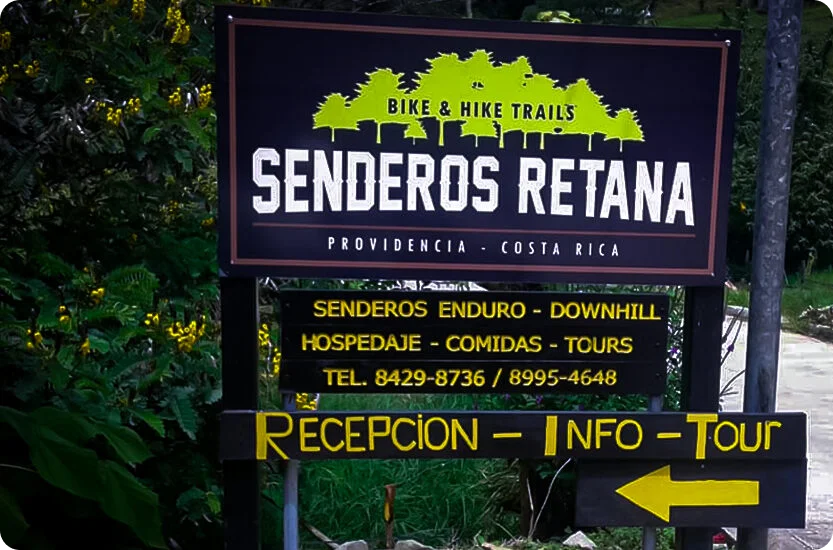 BIKE & HIKE TRAILS
SENDEROS RETANA
PROVIDENCIA - COSTA RICA
SENDEROS ENDURO - DOWNHILL
HOSPEDAJE - COMIDAS - TOURS
TEL. 8429-8736 / 8995-4648
RECEPCION - INFO - TOUR